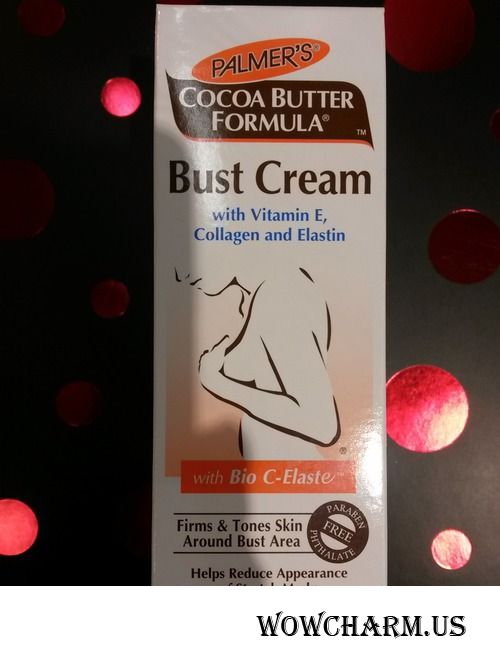 PALMER'S®
COCOA BUTTER
FORMULA®
TM
Bust Cream
with Vitamin E,
Collagen and Elastin
®
with Bio C-Elaste™
Firms & Tones Skin
Around Bust Area
PARABEN
FREE
PHTHALATE
Helps Reduce Appearance
WOWCHARM.US